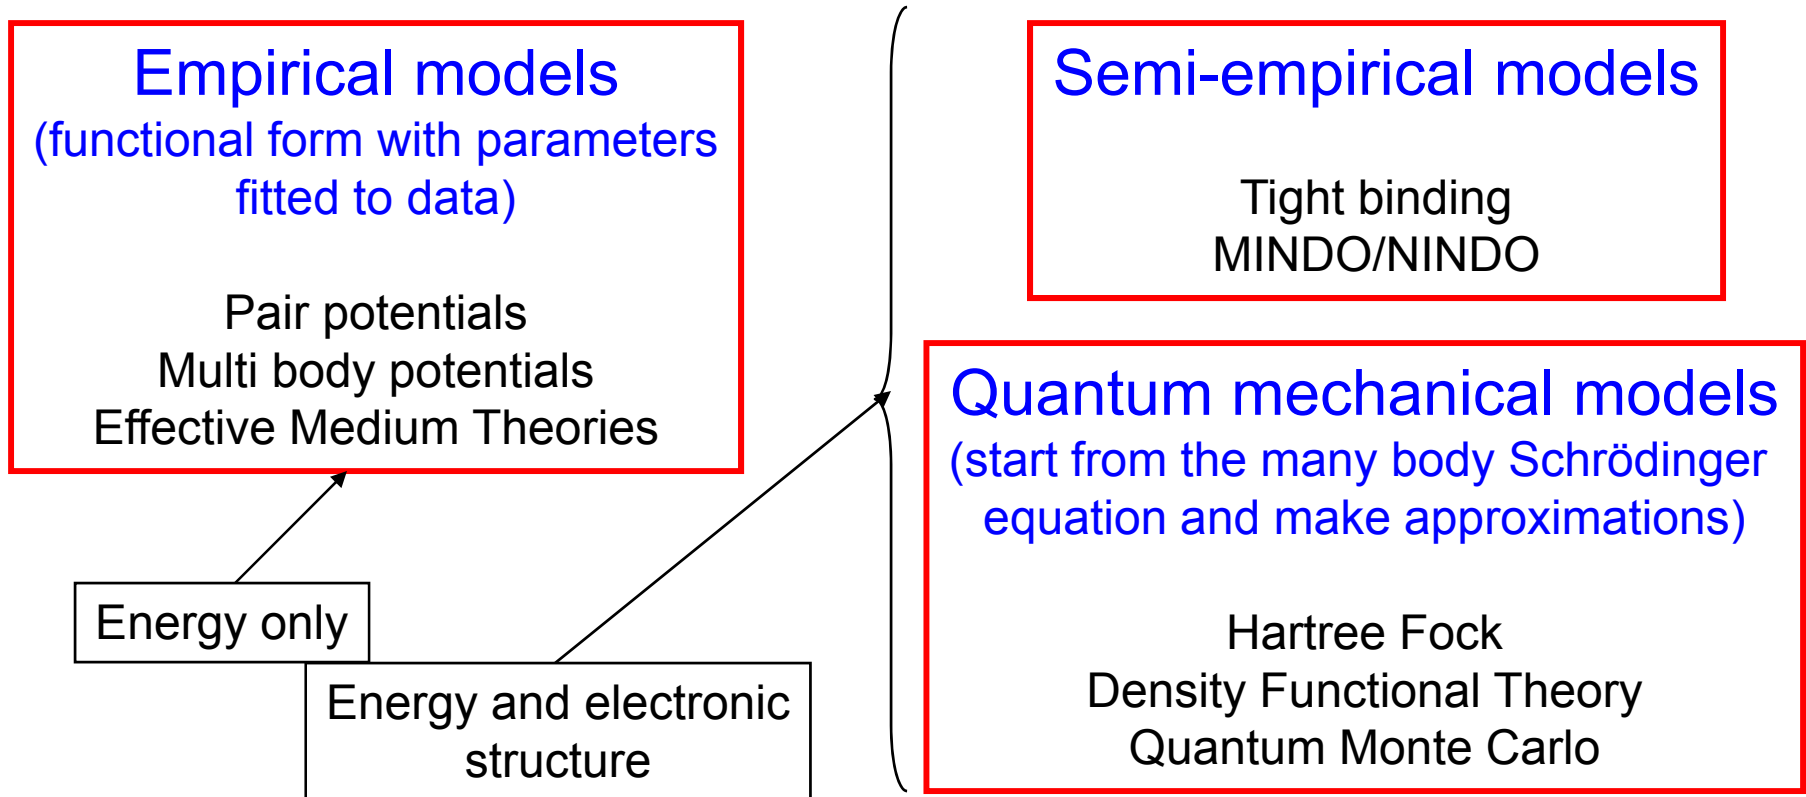 Empirical models
(functional form with parameters
fitted to data)
Pair potentials
Multi body potentials
Effective Medium Theories
Energy only
Energy and electronic
structure
Semi-empirical models
Tight binding
MINDO/NINDO
Quantum mechanical models
(start from the many body Schrödinger
equation and make approximations)
Hartree Fock
Density Functional Theory
Quantum Monte Carlo